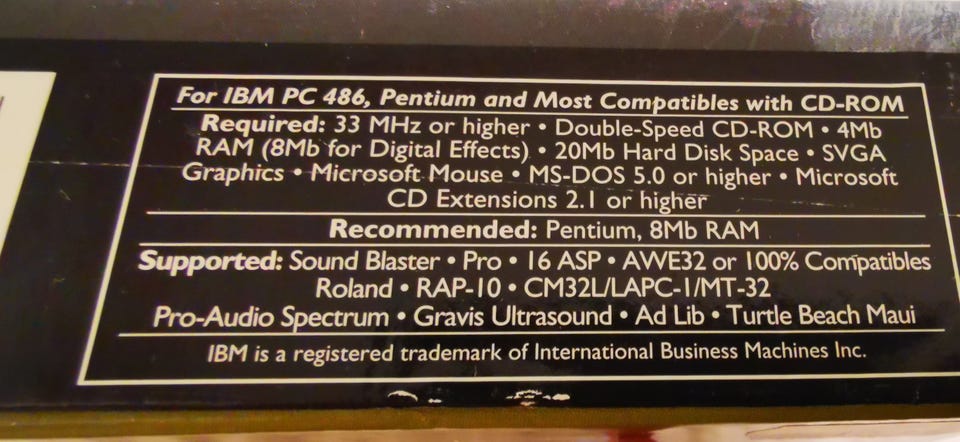 For IBM PC 486, Pentium and Most Compatibles with CD-ROM
Required: 33 MHz or higher • Double-Speed CD-ROM • 4Mb
RAM (8Mb for Digital Effects) • 20Mb Hard Disk Space • SVGA
Graphics • Microsoft Mouse • MS-DOS 5.0 or higher • Microsoft
CD Extensions 2.1 or higher
Recommended: Pentium, 8Mb RAM
Supported: Sound Blaster • Pro • 16 ASP • AWE32 or 100% Compatibles
Roland • RAP-10 • CM32L/LAPC-1/MT-32
Pro-Audio Spectrum • Gravis Ultrasound • Ad Lib • Turtle Beach Maui
IBM is a registered trademark of International Business Machines Inc.